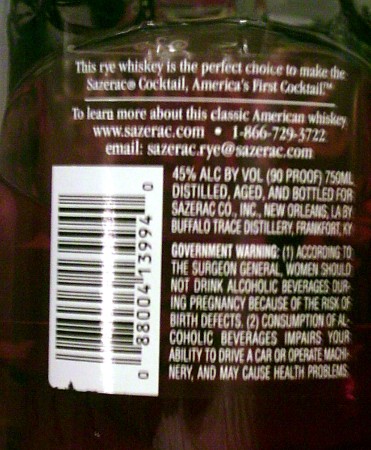 This rye whiskey is the perfect choice to make the
Sazerac® Cocktail, America's First Cocktail.™
To learn more about this classic American whiskey
www.sazerac.com • 1-866-729-3722
email: sazerac.rye@sazerac.com
45% ALC BY VOL (90 PROOF) 750ML
DISTILLED, AGED, AND BOTTLED FOR
SAZERAC CO., INC., NEW ORLEANS, LA BY
BUFFALO TRACE DISTILLERY, FRANKFORT, KY
GOVERNMENT WARNING: (1) ACCORDING TO
THE SURGEON GENERAL, WOMEN SHOULD
NOT DRINK ALCOHOLIC BEVERAGES DUR-
ING PREGNANCY BECAUSE OF THE RISK OF
BIRTH DEFECTS. (2) CONSUMPTION OF AL-
COHOLIC BEVERAGES IMPAIRS YOUR
ABILITY TO DRIVE A CAR OR OPERATE MACHI-
NERY, AND MAY CAUSE HEALTH PROBLEMS.
0 88004 13994 0